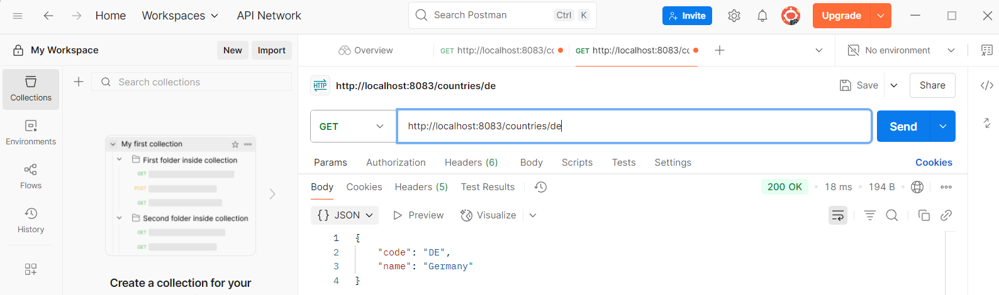 Home Workspaces API Network Search Postman Ctrl K Invite Upgrade
My Workspace New Import
Overview GET http://localhost:8083/cc GET http://localhost:8083/cc No environment
Collections
Environments
Flows
History
Search collections
My first collection
First folder inside collection
GET
POST
GET
Second folder inside collection
GET
GET
Create a collection for your
HTTP http://localhost:8083/countries/de Save Share
GET http://localhost:8083/countries/de Send
Params Authorization Headers (6) Body Scripts Tests Settings Cookies
Body Cookies Headers (5) Test Results 200 OK 18 ms 194 B
{} JSON Preview Visualize
1 {
2 "code": "DE",
3 "name": "Germany"
4 }